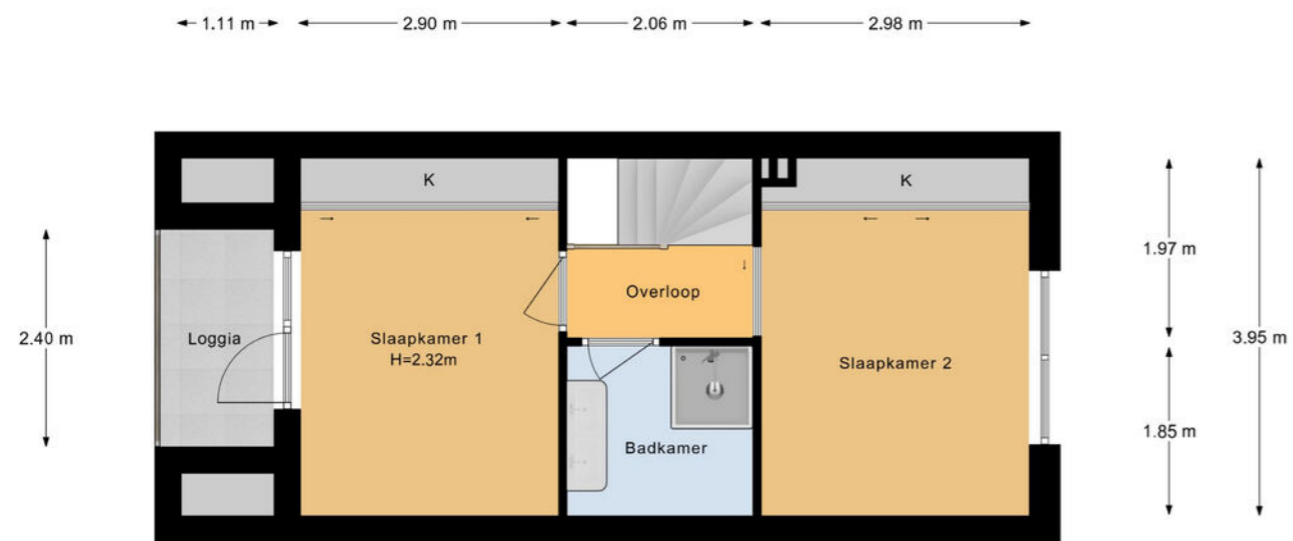 1.11 m
2.90 m
2.06 m
2.98 m
K
K
1.97 m
Overloop
2.40 m
Loggia
Slaapkamer 1
H=2.32m
3.95 m
Slaapkamer 2
1.85 m
Badkamer